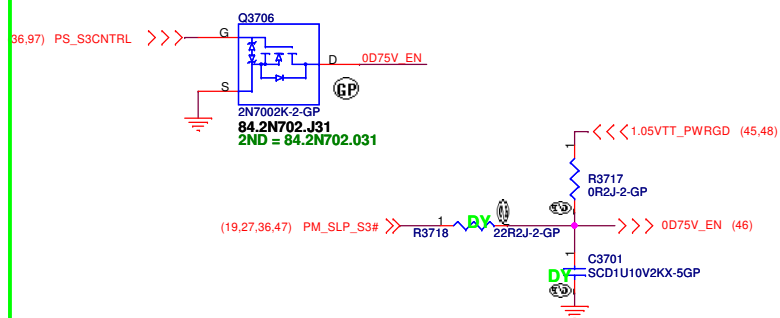 Q3706
36,97) PS_S3CNTRL
G
D
0D75V_EN
S
GP
2N7002K-2-GP
84.2N702.J31
2ND = 84.2N702.031
1.05VTT_PWRGD (45,48)
1
R3717
0R2J-2-GP
(19,27,36,47) PM_SLP_S3#
1
DY
R3718
22R2J-2-GP
0D75V_EN (46)
1
C3701
DY
SCD1U10V2KX-5GP